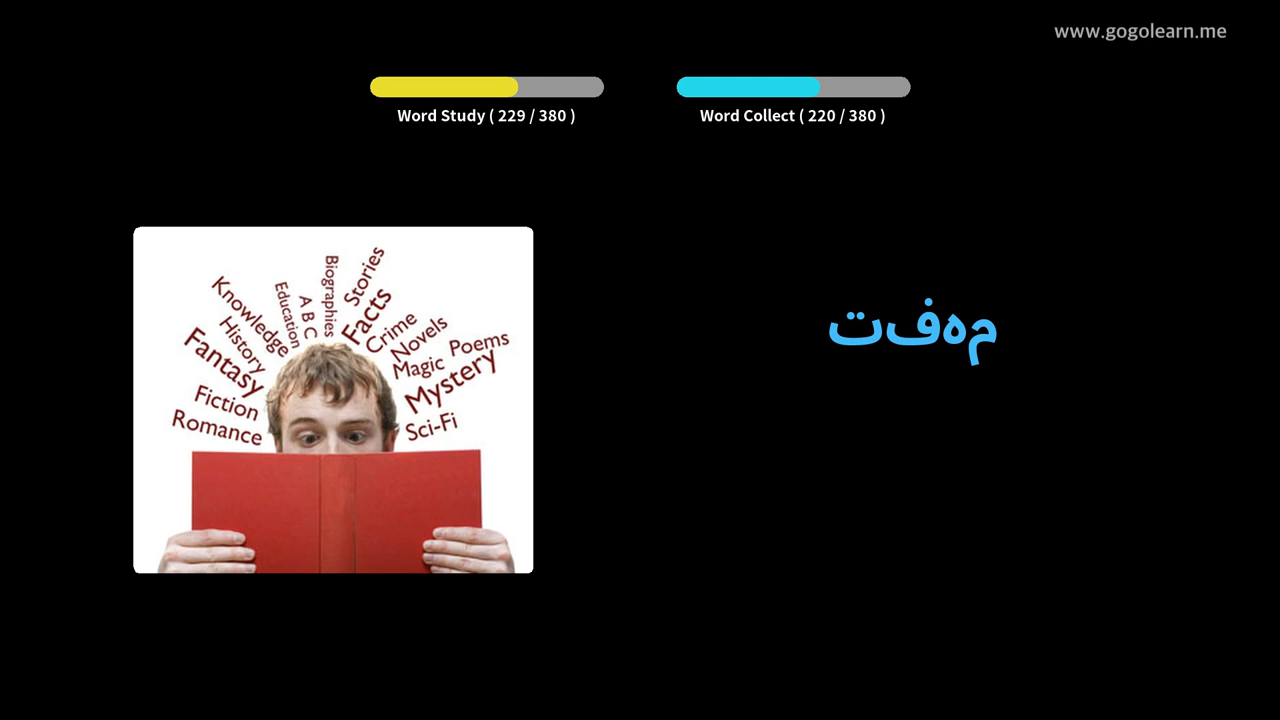 www.gogolearn.me
Word Study ( 229 / 380 )
Word Collect ( 220 / 380 )
Knowledge
History
Fantasy
Fiction
Romance
Education
A B C
Biographies
Stories
Facts
Crime
Novels
Magic
Poems
Mystery
Sci-Fi
مهفت